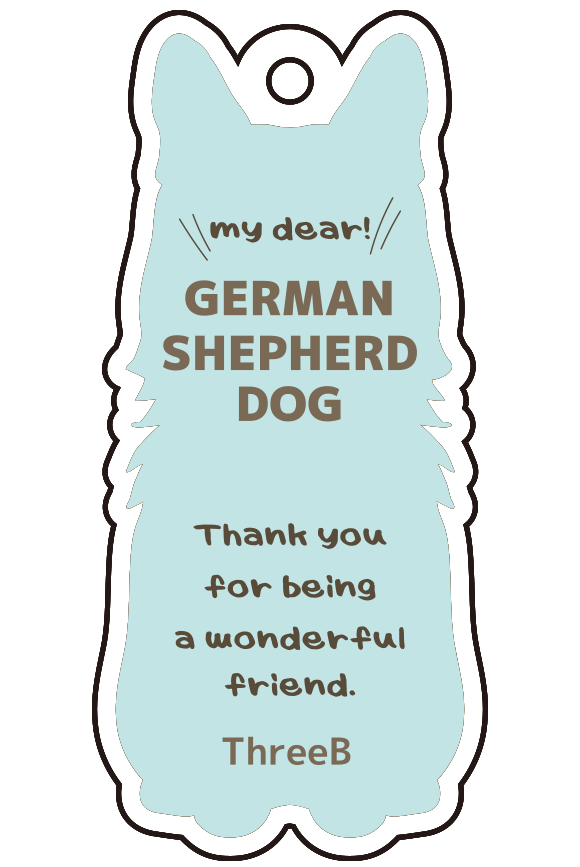 my dear!
GERMAN
SHEPHERD
DOG
Thank you
for being
a wonderful
friend.
ThreeB